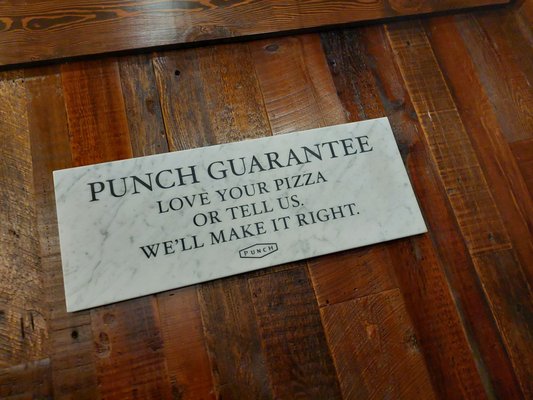 PUNCH GUARANTEE
LOVE YOUR PIZZA
OR TELL US.
WE'LL MAKE IT RIGHT.
PUNCH